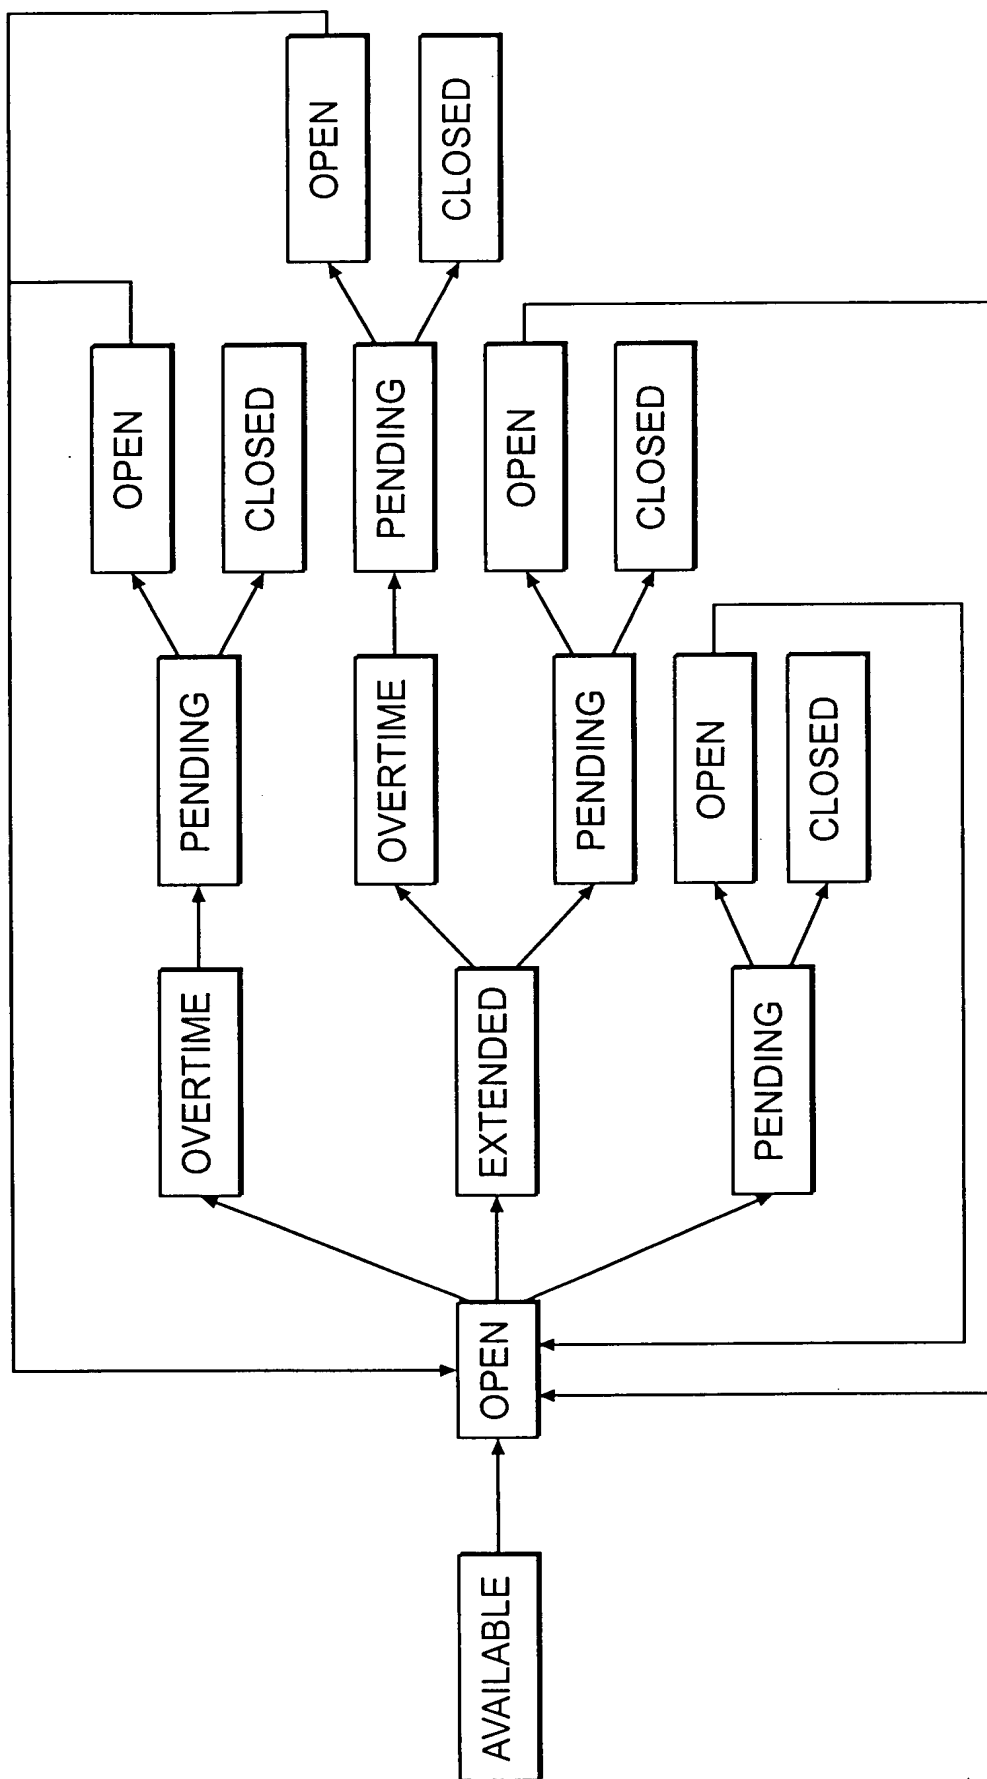 AVAILABLE
OPEN
OVERTIME
EXTENDED
PENDING
PENDING
OVERTIME
PENDING
OPEN
CLOSED
OPEN
CLOSED
PENDING
OPEN
CLOSED
OPEN
CLOSED